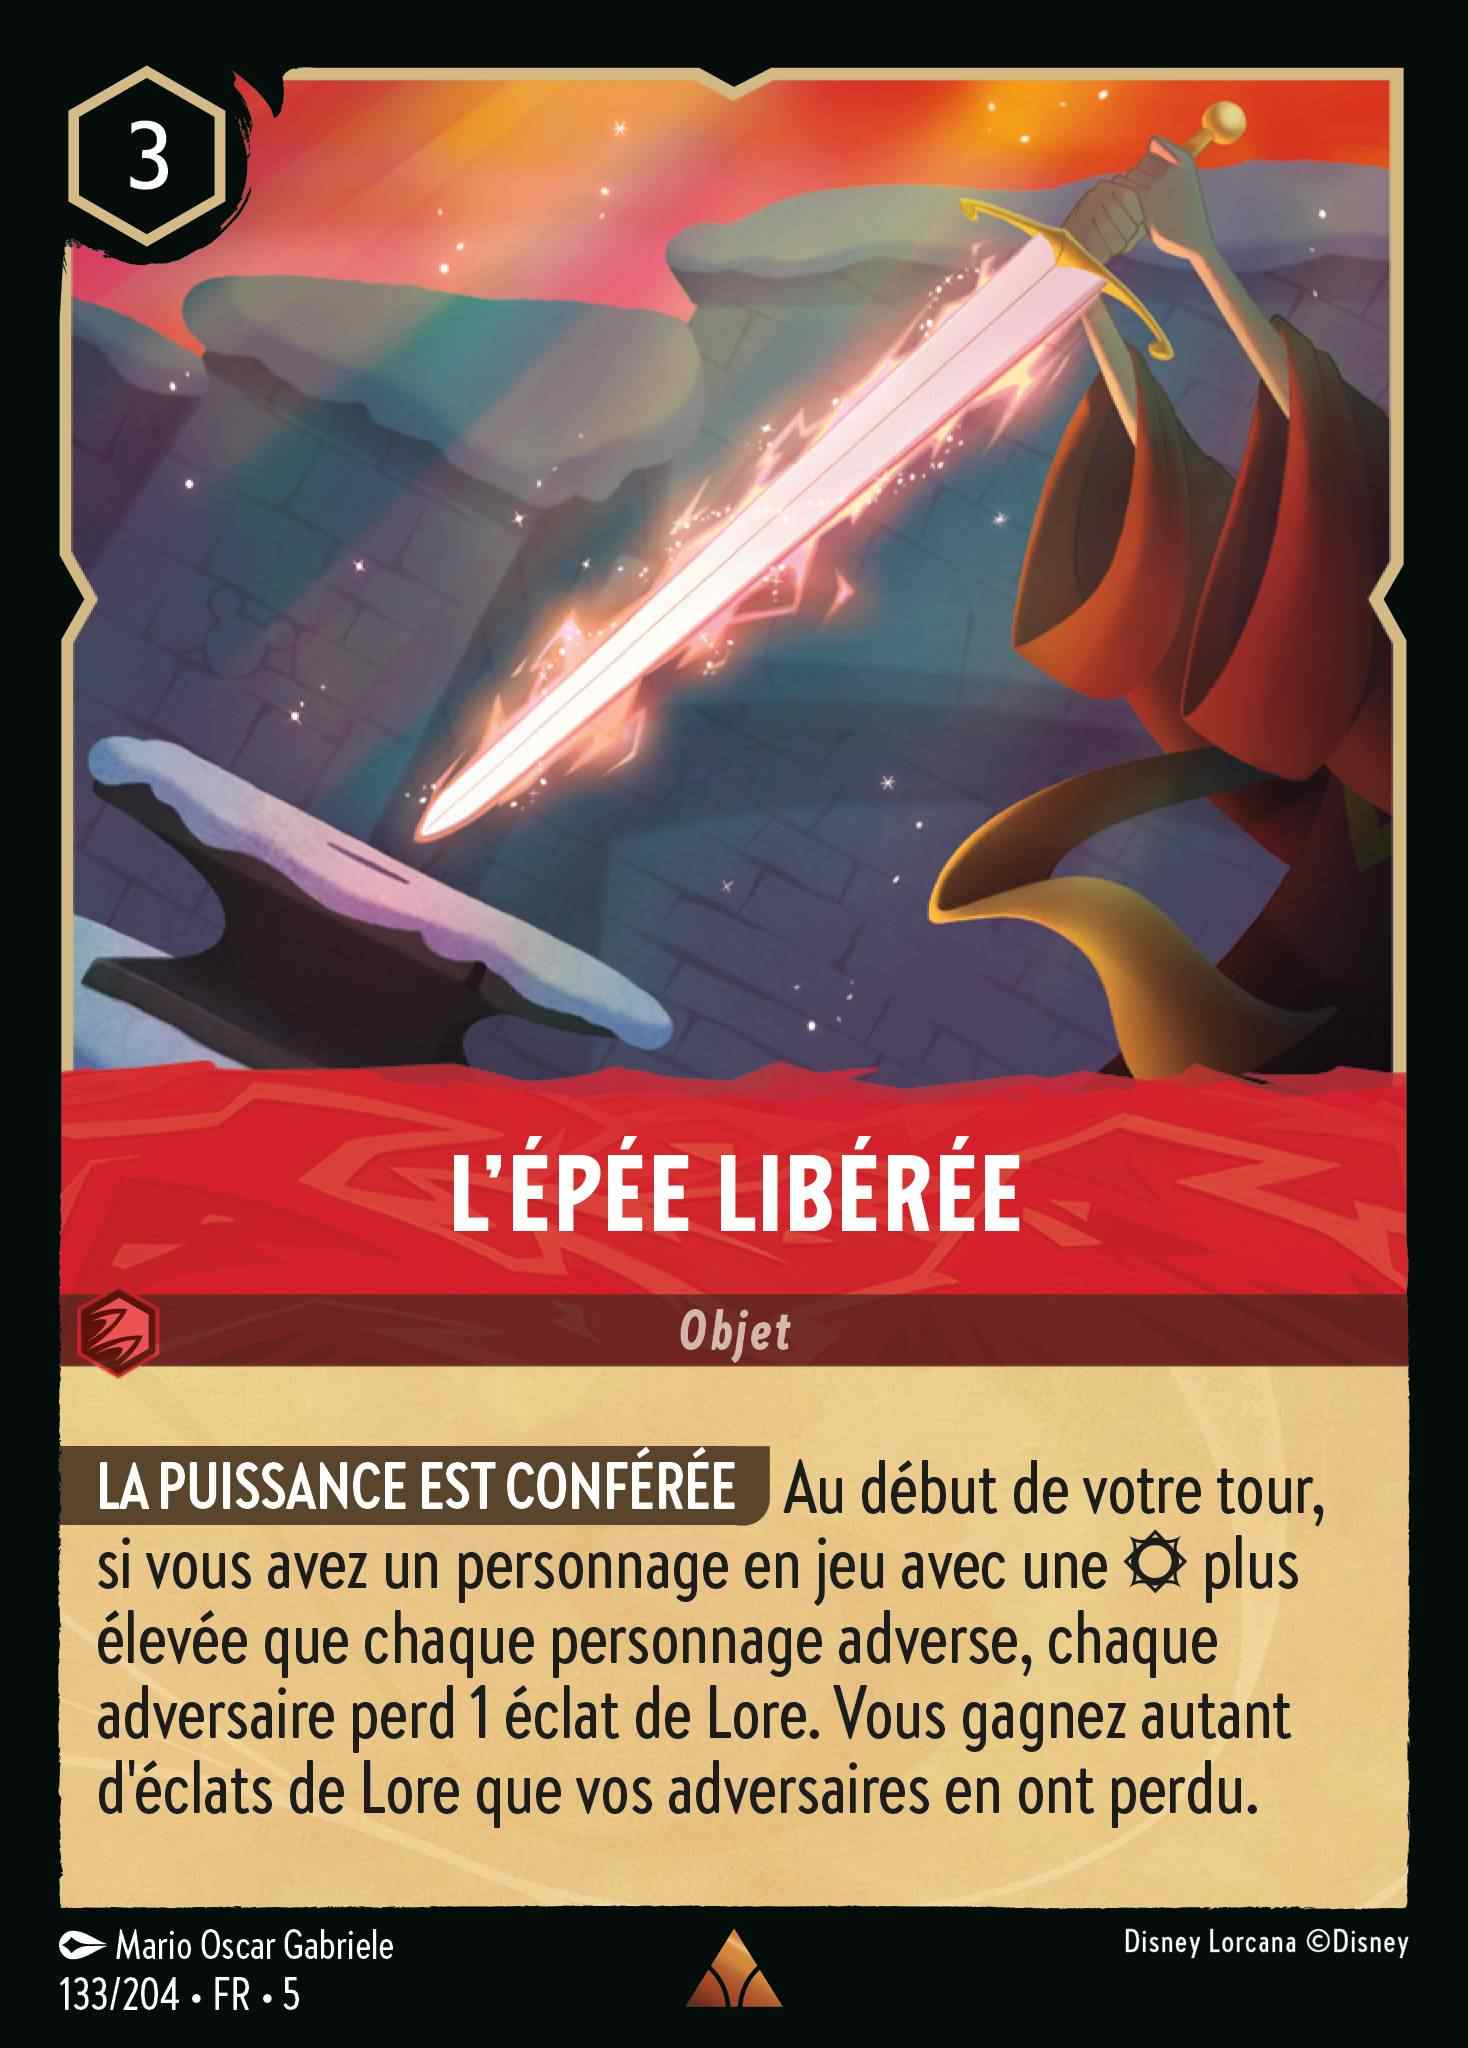 3
L'ÉPÉE LIBÉRÉE
Objet
LA PUISSANCE EST CONFÉRÉE Au début de votre tour,
si vous avez un personnage en jeu avec une plus
élevée que chaque personnage adverse, chaque
adversaire perd 1 éclat de Lore. Vous gagnez autant
d'éclats de Lore que vos adversaires en ont perdu.
Mario Oscar Gabriele
Disney Lorcana ©Disney
133/204 • FR • 5